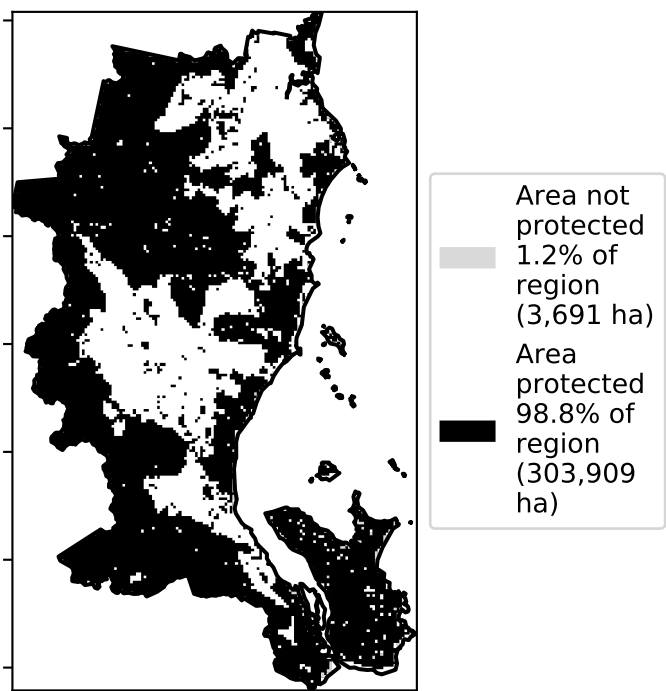 Area not
protected
1.2% of
region
(3,691 ha)
Area
protected
98.8% of
region
(303,909
ha)